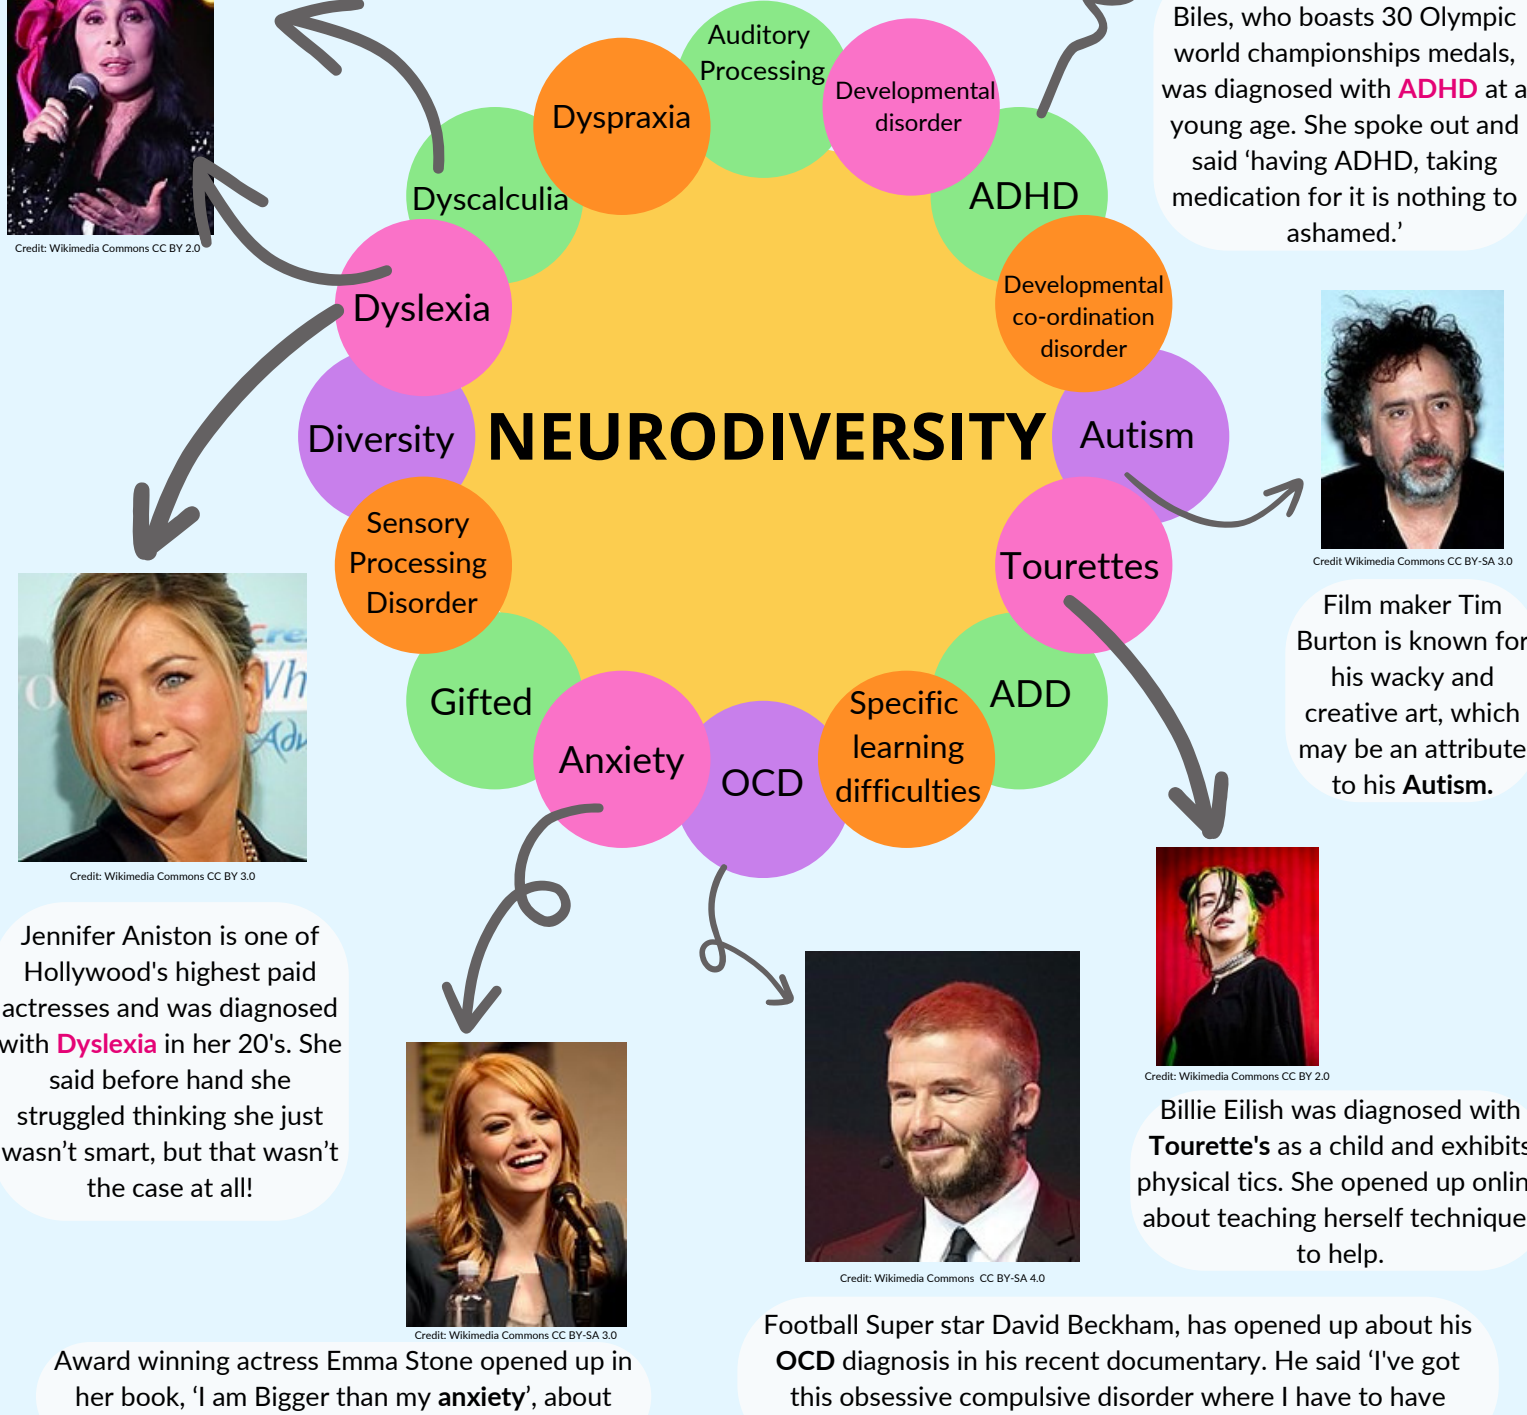 Biles, who boasts 30 Olympic
world championships medals,
was diagnosed with ADHD at a
young age. She spoke out and
said ‘having ADHD, taking
medication for it is nothing to
ashamed.’
Credit: Wikimedia Commons CC BY 2.0
Auditory
Processing
Developmental
disorder
Dyspraxia
Dyscalculia
ADHD
Dyslexia
Developmental
co-ordination
disorder
Diversity
NEURODIVERSITY
Autism
Sensory
Processing
Disorder
Tourettes
Gifted
ADD
Anxiety
OCD
Specific
learning
difficulties
Credit Wikimedia Commons CC BY-SA 3.0
Film maker Tim
Burton is known for
his wacky and
creative art, which
may be an attribute
to his Autism.
Credit: Wikimedia Commons CC BY 3.0
Jennifer Aniston is one of
Hollywood's highest paid
actresses and was diagnosed
with Dyslexia in her 20's. She
said before hand she
struggled thinking she just
wasn’t smart, but that wasn’t
the case at all!
Credit: Wikimedia Commons CC BY 2.0
Billie Eilish was diagnosed with
Tourette's as a child and exhibits
physical tics. She opened up onlin
about teaching herself technique
to help.
Credit: Wikimedia Commons CC BY-SA 4.0
Football Super star David Beckham, has opened up about his
OCD diagnosis in his recent documentary. He said ‘I've got
this obsessive compulsive disorder where I have to have
Credit: Wikimedia Commons CC BY-SA 3.0
Award winning actress Emma Stone opened up in
her book, ‘I am Bigger than my anxiety’, about